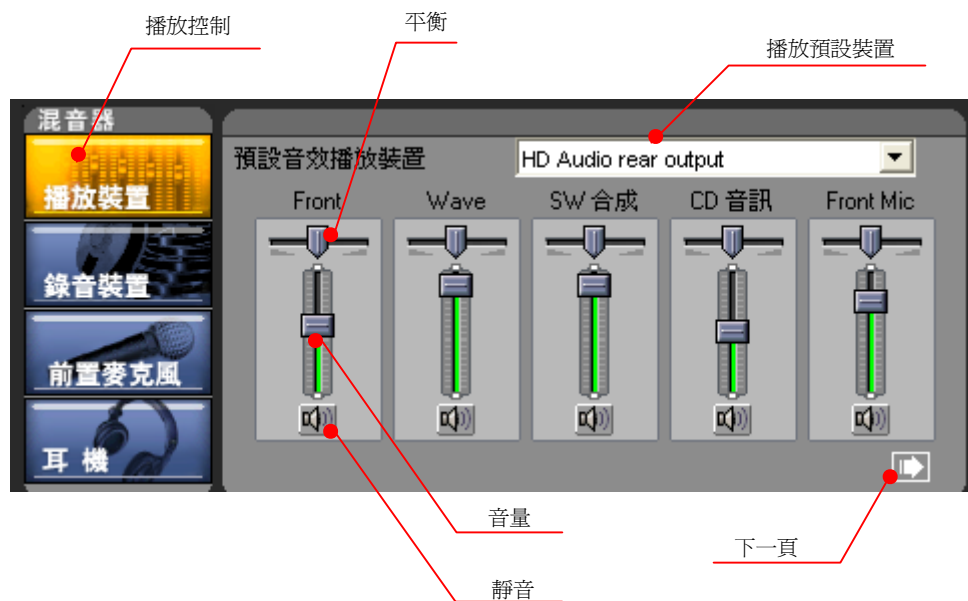 播放控制
平衡
播放預設裝置
混音器
播放裝置
錄音裝置
前置麥克風
耳 機
預設音效播放裝置
HD Audio rear output
Front
Wave
SW 合成
CD 音訊
Front Mic
音量
下一頁
靜音